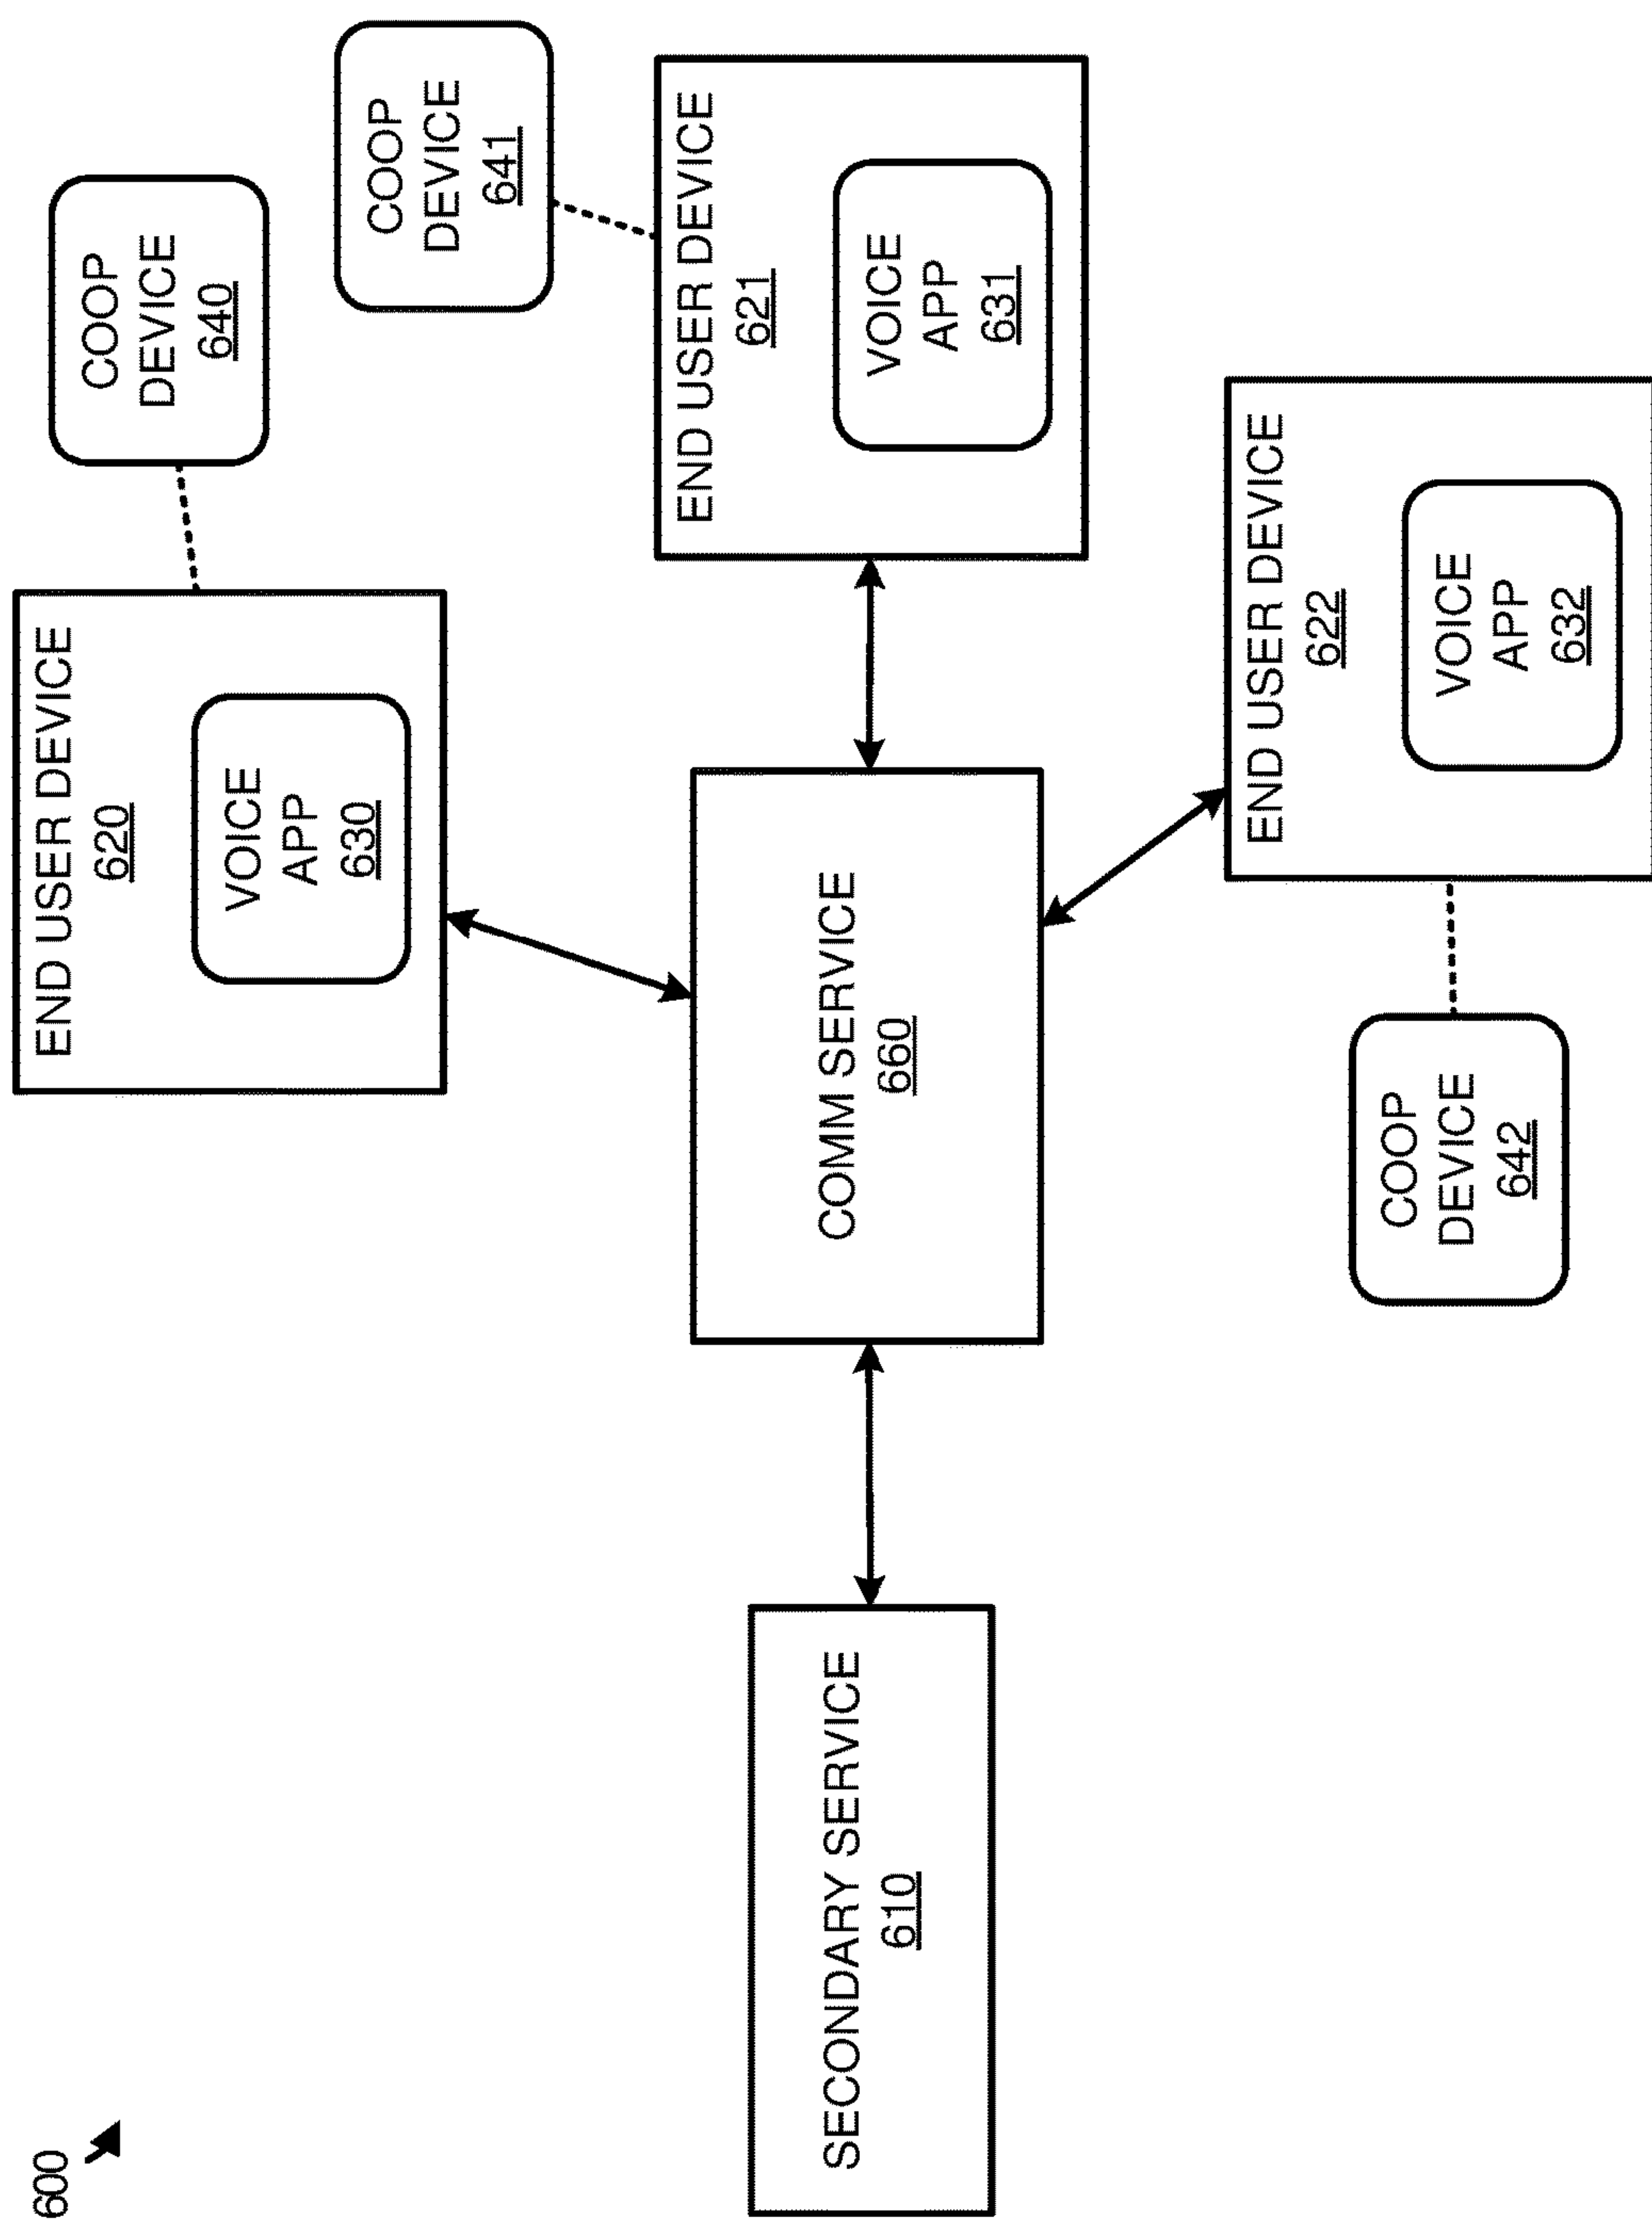 600
SECONDARY SERVICE
610
COMM SERVICE
660
END USER DEVICE
620
VOICE
APP
630
COOP
DEVICE
640
COOP
DEVICE
641
END USER DEVICE
621
VOICE
APP
631
END USER DEVICE
622
VOICE
APP
632
COOP
DEVICE
642